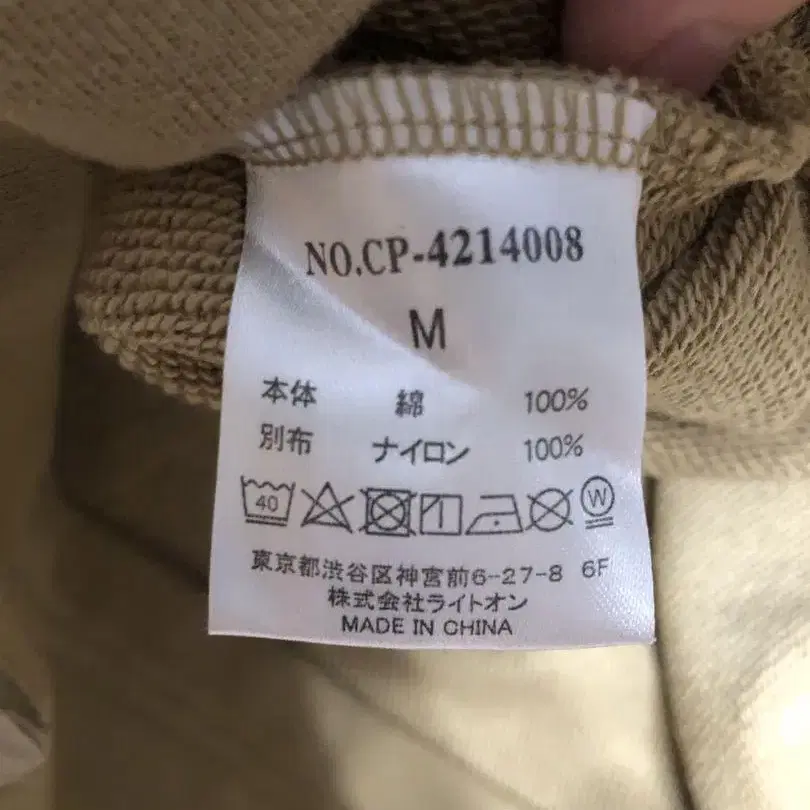 NO.CP-4214008
M
本体 綿 100%
別布 ナイロン 100%
40 W
東京都渋谷区神宮前6-27-8 6F
株式会社ライトオン
MADE IN CHINA